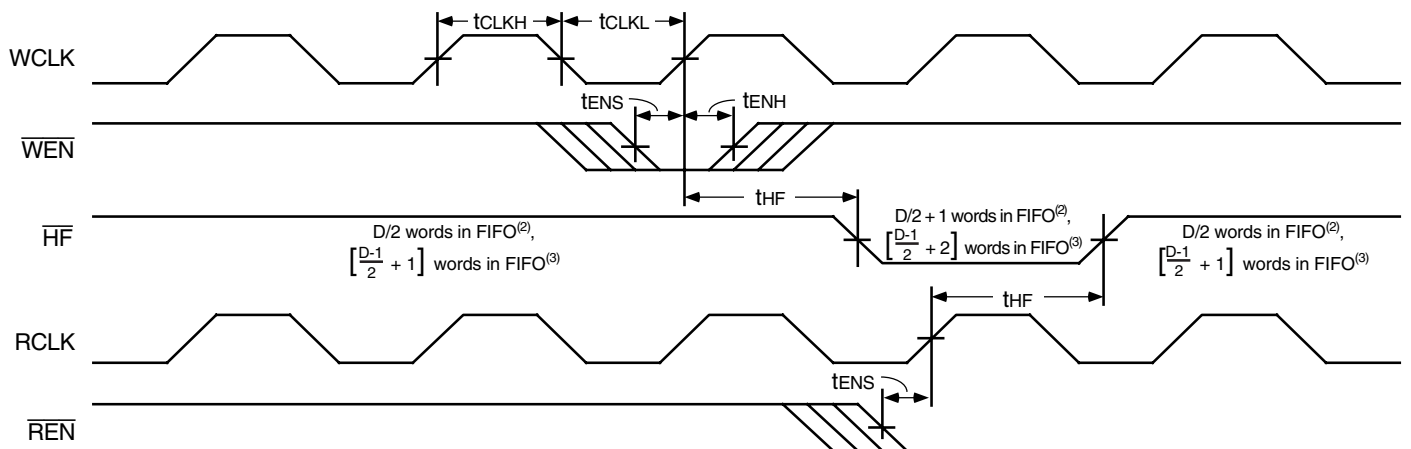 tCLKH tCLKL
WCLK
tENS tENH
WEN
tHF
HF
D/2 words in FIFO(2),
[D-1/2 + 1] words in FIFO(3)
D/2 + 1 words in FIFO(2),
[D-1/2 + 2] words in FIFO(3)
D/2 words in FIFO(2),
[D-1/2 + 1] words in FIFO(3)
tHF
RCLK
tENS
REN